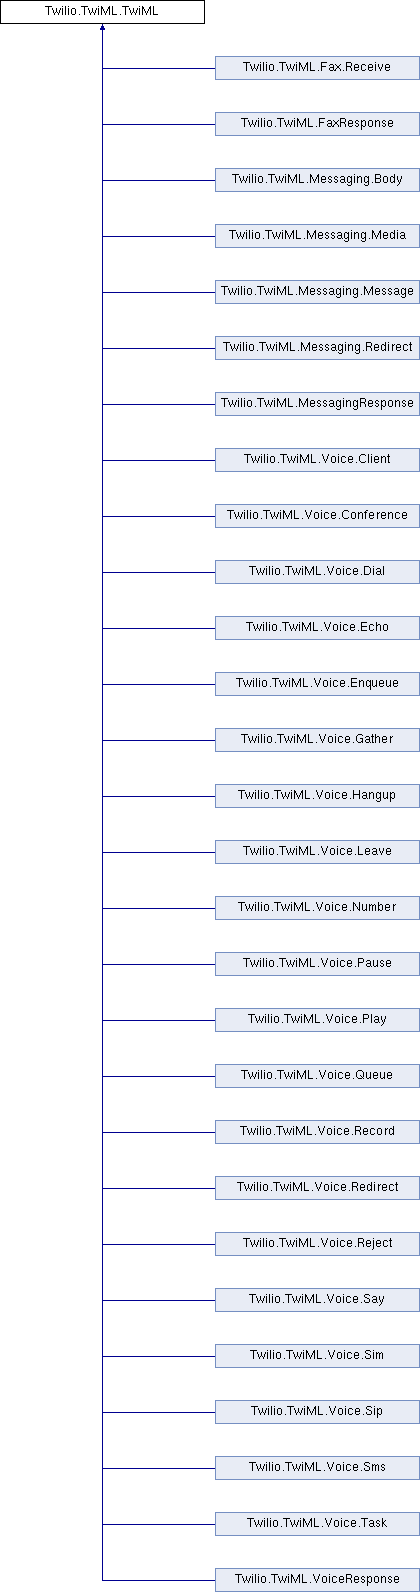 Twilio.TwiML.TwiML
Twilio.TwiML.Fax.Receive
Twilio.TwiML.FaxResponse
Twilio.TwiML.Messaging.Body
Twilio.TwiML.Messaging.Media
Twilio.TwiML.Messaging.Message
Twilio.TwiML.Messaging.Redirect
Twilio.TwiML.MessagingResponse
Twilio.TwiML.Voice.Client
Twilio.TwiML.Voice.Conference
Twilio.TwiML.Voice.Dial
Twilio.TwiML.Voice.Echo
Twilio.TwiML.Voice.Enqueue
Twilio.TwiML.Voice.Gather
Twilio.TwiML.Voice.Hangup
Twilio.TwiML.Voice.Leave
Twilio.TwiML.Voice.Number
Twilio.TwiML.Voice.Pause
Twilio.TwiML.Voice.Play
Twilio.TwiML.Voice.Queue
Twilio.TwiML.Voice.Record
Twilio.TwiML.Voice.Redirect
Twilio.TwiML.Voice.Reject
Twilio.TwiML.Voice.Say
Twilio.TwiML.Voice.Sim
Twilio.TwiML.Voice.Sip
Twilio.TwiML.Voice.Sms
Twilio.TwiML.Voice.Task
Twilio.TwiML.VoiceResponse